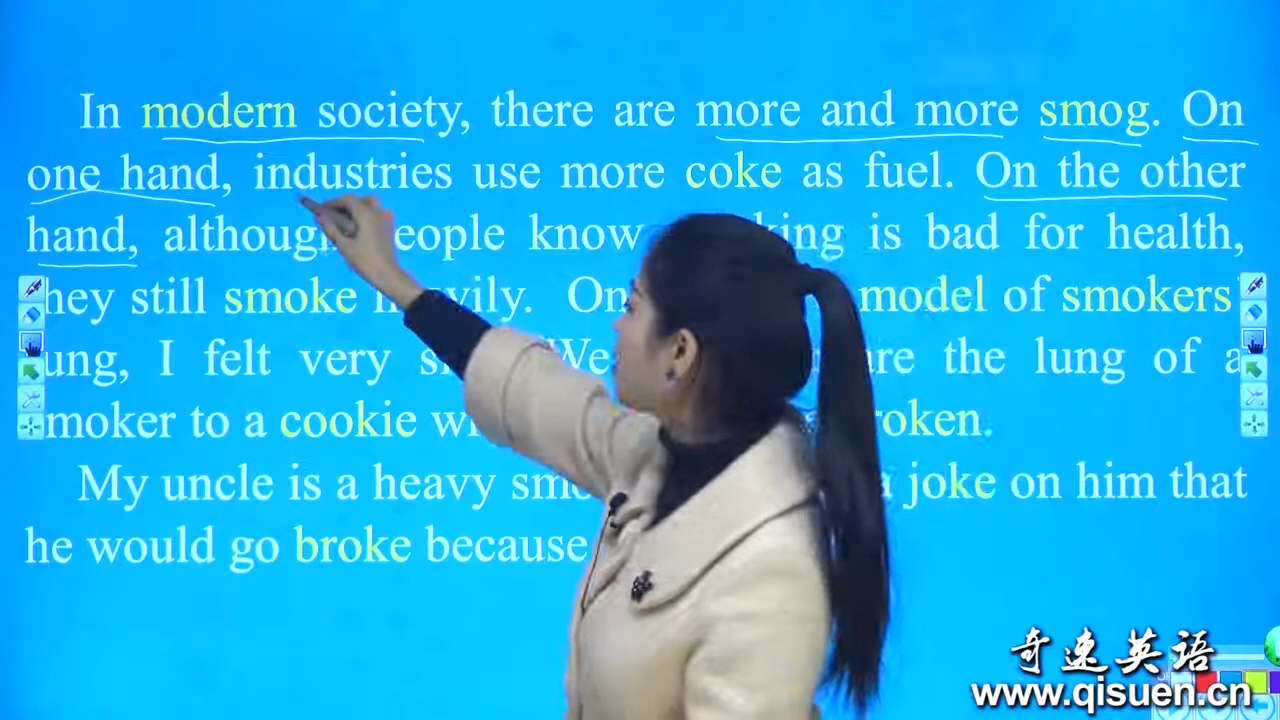 In modern society, there are more and more smog. On
one hand, industries use more coke as fuel. On the other
hand, although people know is bad for health,
they still smoke heavily. On model of smokers
lung, I felt very We the lung of a
smoker to a cookie broken.
My uncle is a heavy joke on him that
he would go broke because
奇速英语
www.qisuen.cn